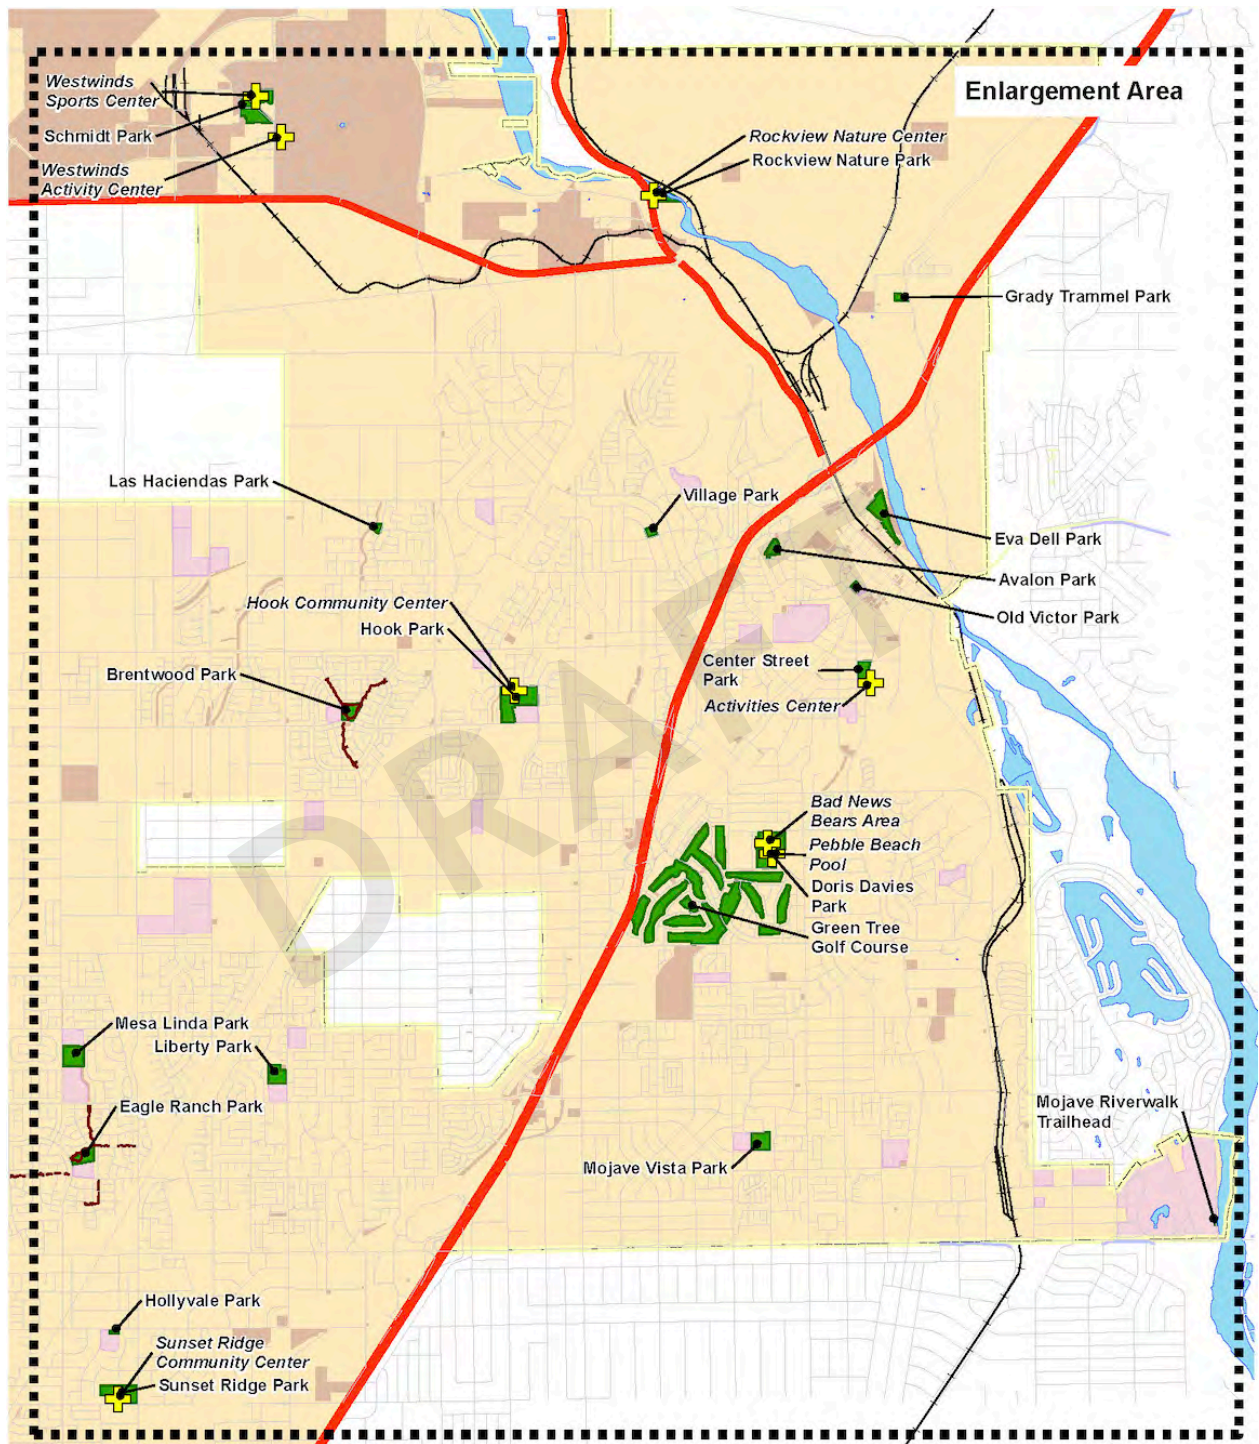 Enlargement Area
Westwinds
Sports Center
Schmidt Park
Westwinds
Activity Center
Rockview Nature Center
Rockview Nature Park
Grady Trammel Park
Las Haciendas Park
Village Park
Eva Dell Park
Avalon Park
Old Victor Park
Hook Community Center
Hook Park
Brentwood Park
Center Street
Park
Activities Center
DRAFT
Bad News
Bears Area
Pebble Beach
Pool
Doris Davies
Park
Green Tree
Golf Course
Mesa Linda Park
Liberty Park
Eagle Ranch Park
Mojave Riverwalk
Trailhead
Mojave Vista Park
Hollyvale Park
Sunset Ridge
Community Center
Sunset Ridge Park